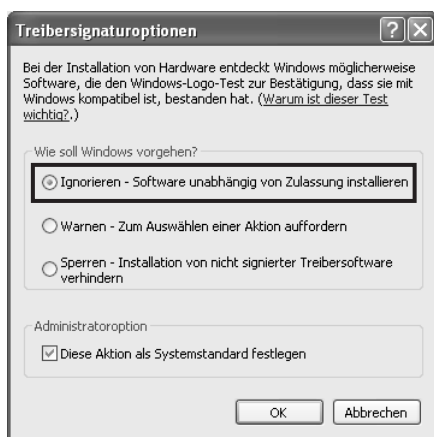 Treibersignaturoptionen
Bei der Installation von Hardware entdeckt Windows möglicherweise
Software, die den Windows-Logo-Test zur Bestätigung, dass sie mit
Windows kompatibel ist, bestanden hat. (Warum ist dieser Test
wichtig?.)
Wie soll Windows vorgehen?
Ignorieren - Software unabhängig von Zulassung installieren
Warnen - Zum Auswählen einer Aktion auffordern
Sperren - Installation von nicht signierter Treibersoftware
verhindern
Administratoroption
Diese Aktion als Systemstandard festlegen
OK Abbrechen